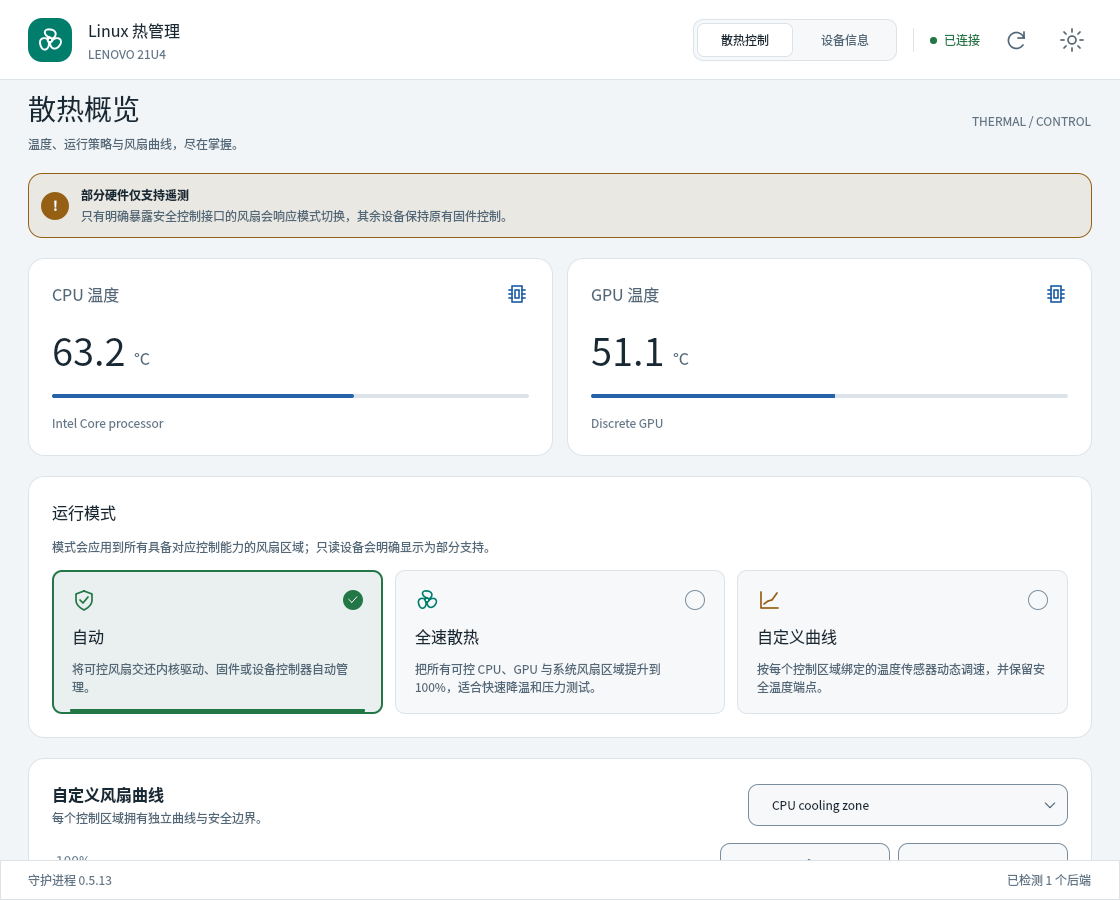 Linux 热管理
LENOVO 21U4
散热控制
设备信息
已连接
散热概览
温度、运行策略与风扇曲线，尽在掌握。
THERMAL / CONTROL
!
部分硬件仅支持遥测
只有明确暴露安全控制接口的风扇会响应模式切换，其余设备保持原有固件控制。
CPU 温度
63.2 °C
Intel Core processor
GPU 温度
51.1 °C
Discrete GPU
运行模式
模式会应用到所有具备对应控制能力的风扇区域；只读设备会明确显示为部分支持。
自动
将可控风扇交还内核驱动、固件或设备控制器自动管
理。
全速散热
把所有可控 CPU、GPU 与系统风扇区域提升到
100%，适合快速降温和压力测试。
自定义曲线
按每个控制区域绑定的温度传感器动态调速，并保留安
全温度端点。
自定义风扇曲线
每个控制区域拥有独立曲线与安全边界。
CPU cooling zone
100%
守护进程 0.5.13
已检测 1 个后端